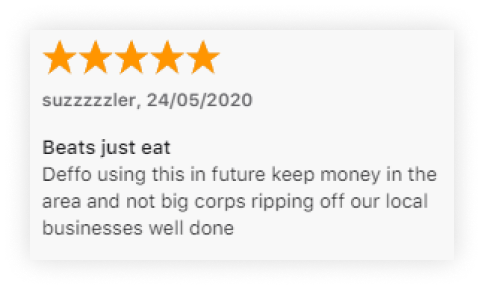 suzzzzzler, 24/05/2020
Beats just eat
Deffo using this in future keep money in the
area and not big corps ripping off our local
businesses well done